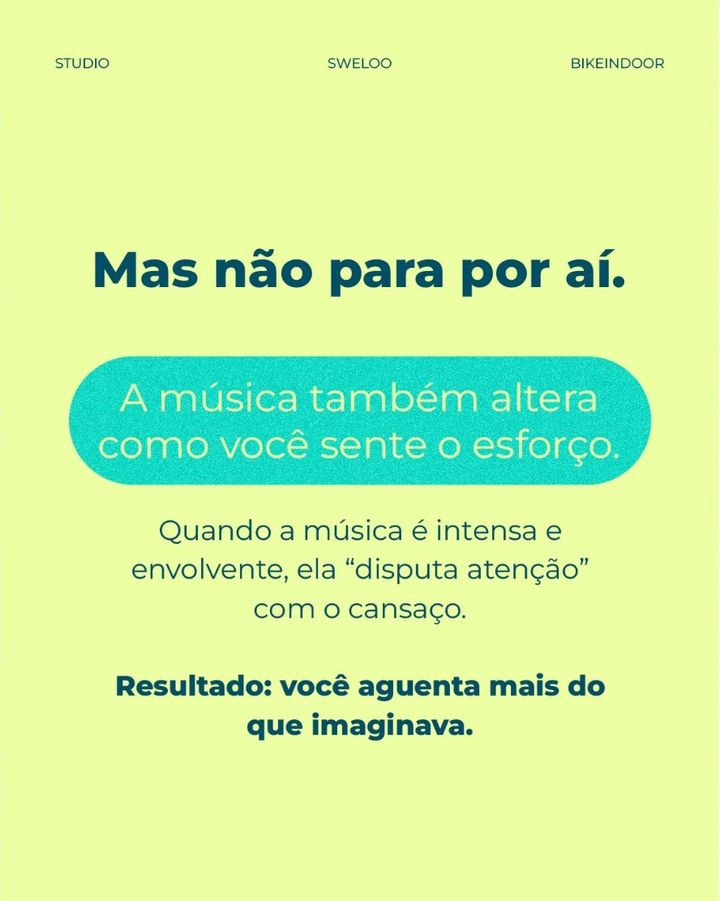 STUDIO SWELOO BIKEINDOOR
Mas não para por aí.
A música também altera
como você sente o esforço.
Quando a música é intensa e
envolvente, ela “disputa atenção”
com o cansaço.
Resultado: você aguenta mais do
que imaginava.